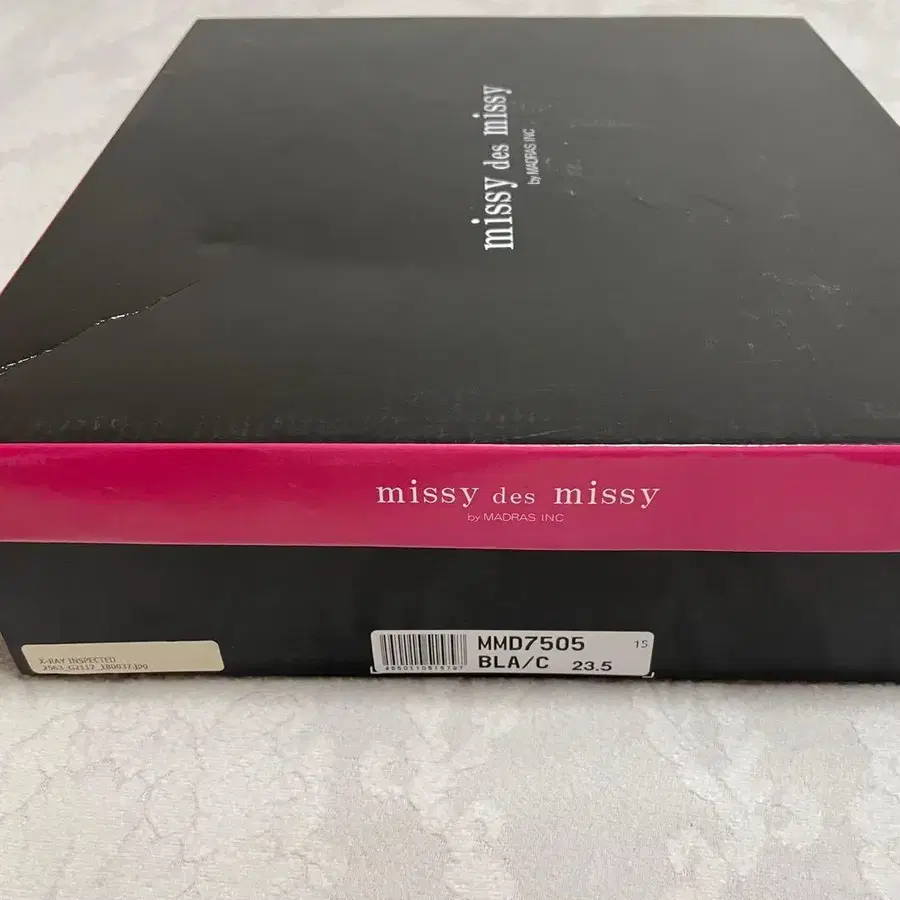 missy des missy
by MADRAS INC
missy des missy
by MADRAS INC
X-RAY INSPECTED
MMD7505
15
BLA/C 23.5